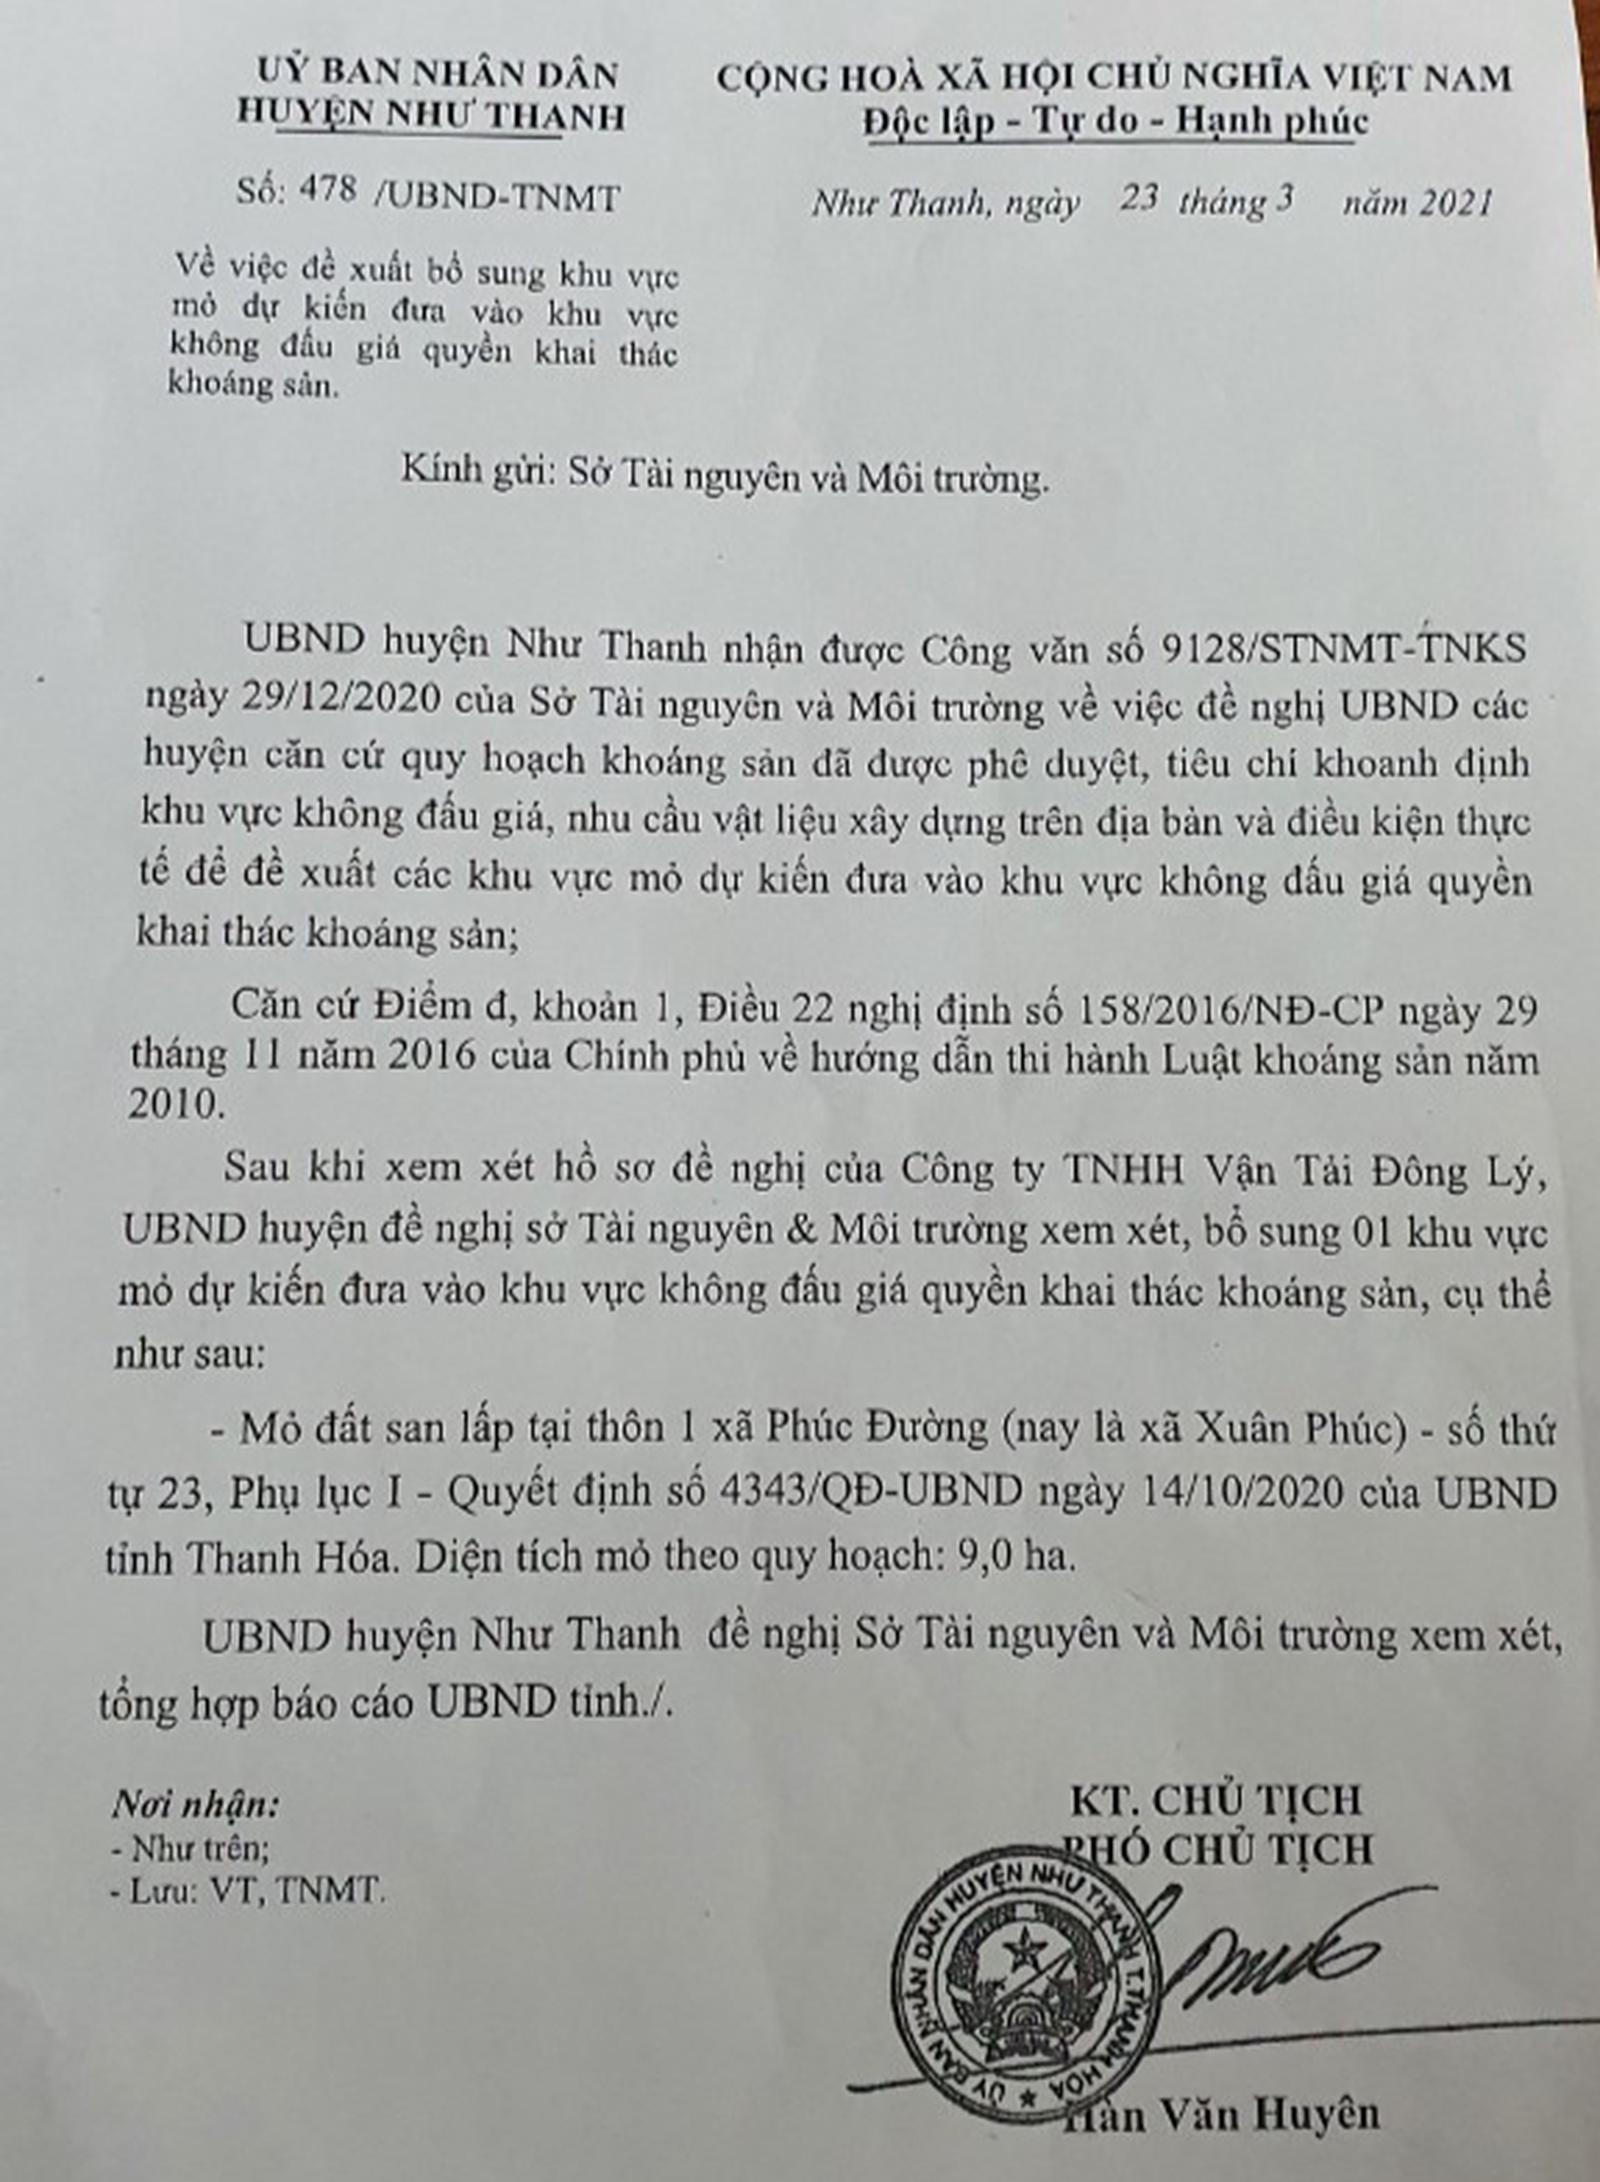 UỶ BAN NHÂN DÂN
HUYỆN NHƯ THANH
CỘNG HOÀ XÃ HỘI CHỦ NGHĨA VIỆT NAM
Độc lập - Tự do - Hạnh phúc
Số: 478 /UBND-TNMT
Như Thanh, ngày 23 tháng 3 năm 2021
Về việc đề xuất bổ sung khu vực
mỏ dự kiến đưa vào khu vực
không đấu giá quyền khai thác
khoáng sản.
Kính gửi: Sở Tài nguyên và Môi trường.
UBND huyện Như Thanh nhận được Công văn số 9128/STNMT-TNKS
ngày 29/12/2020 của Sở Tài nguyên và Môi trường về việc đề nghị UBND các
huyện căn cứ quy hoạch khoáng sản đã được phê duyệt, tiêu chí khoanh định
khu vực không đấu giá, nhu cầu vật liệu xây dựng trên địa bàn và điều kiện thực
tế để đề xuất các khu vực mỏ dự kiến đưa vào khu vực không đấu giá quyền
khai thác khoáng sản;
Căn cứ Điểm đ, khoản 1, Điều 22 nghị định số 158/2016/NĐ-CP ngày 29
tháng 11 năm 2016 của Chính phủ về hướng dẫn thi hành Luật khoáng sản năm
2010.
Sau khi xem xét hồ sơ đề nghị của Công ty TNHH Vận Tải Đông Lý,
UBND huyện đề nghị sở Tài nguyên & Môi trường xem xét, bổ sung 01 khu vực
mỏ dự kiến đưa vào khu vực không đấu giá quyền khai thác khoáng sản, cụ thể
như sau:
- Mỏ đất san lấp tại thôn 1 xã Phúc Đường (nay là xã Xuân Phúc) - số thứ
tự 23, Phụ lục I - Quyết định số 4343/QĐ-UBND ngày 14/10/2020 của UBND
tỉnh Thanh Hóa. Diện tích mỏ theo quy hoạch: 9,0 ha.
UBND huyện Như Thanh đề nghị Sở Tài nguyên và Môi trường xem xét,
tổng hợp báo cáo UBND tỉnh./.
Nơi nhận:
- Như trên;
- Lưu: VT, TNMT.
KT. CHỦ TỊCH
PHÓ CHỦ TỊCH
ỦY BAN NHÂN DÂN HUYỆN NHƯ THANH T.THANH HÓA
Hàn Văn Huyên